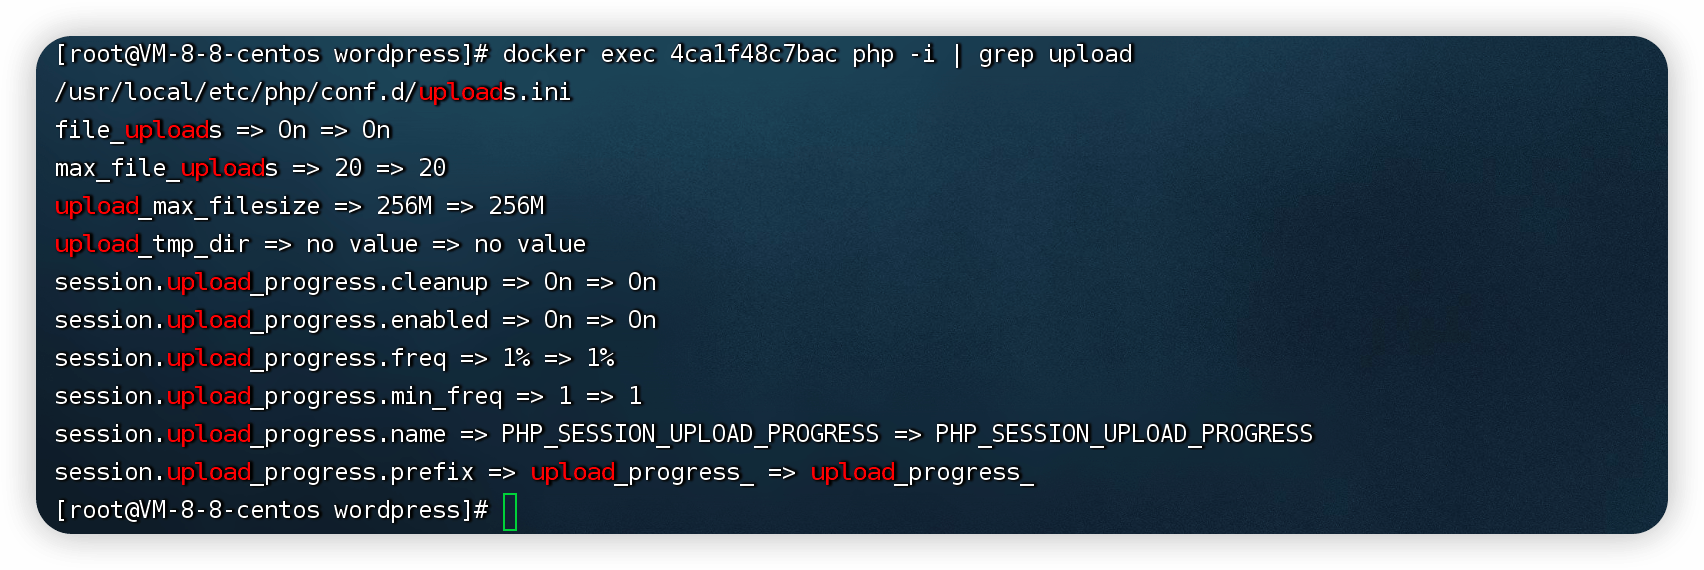 [root@VM-8-8-centos wordpress]# docker exec 4ca1f48c7bac php -i | grep upload
/usr/local/etc/php/conf.d/uploads.ini
file_uploads => On => On
max_file_uploads => 20 => 20
upload_max_filesize => 256M => 256M
upload_tmp_dir => no value => no value
session.upload_progress.cleanup => On => On
session.upload_progress.enabled => On => On
session.upload_progress.freq => 1% => 1%
session.upload_progress.min_freq => 1 => 1
session.upload_progress.name => PHP_SESSION_UPLOAD_PROGRESS => PHP_SESSION_UPLOAD_PROGRESS
session.upload_progress.prefix => upload_progress_ => upload_progress_
[root@VM-8-8-centos wordpress]#